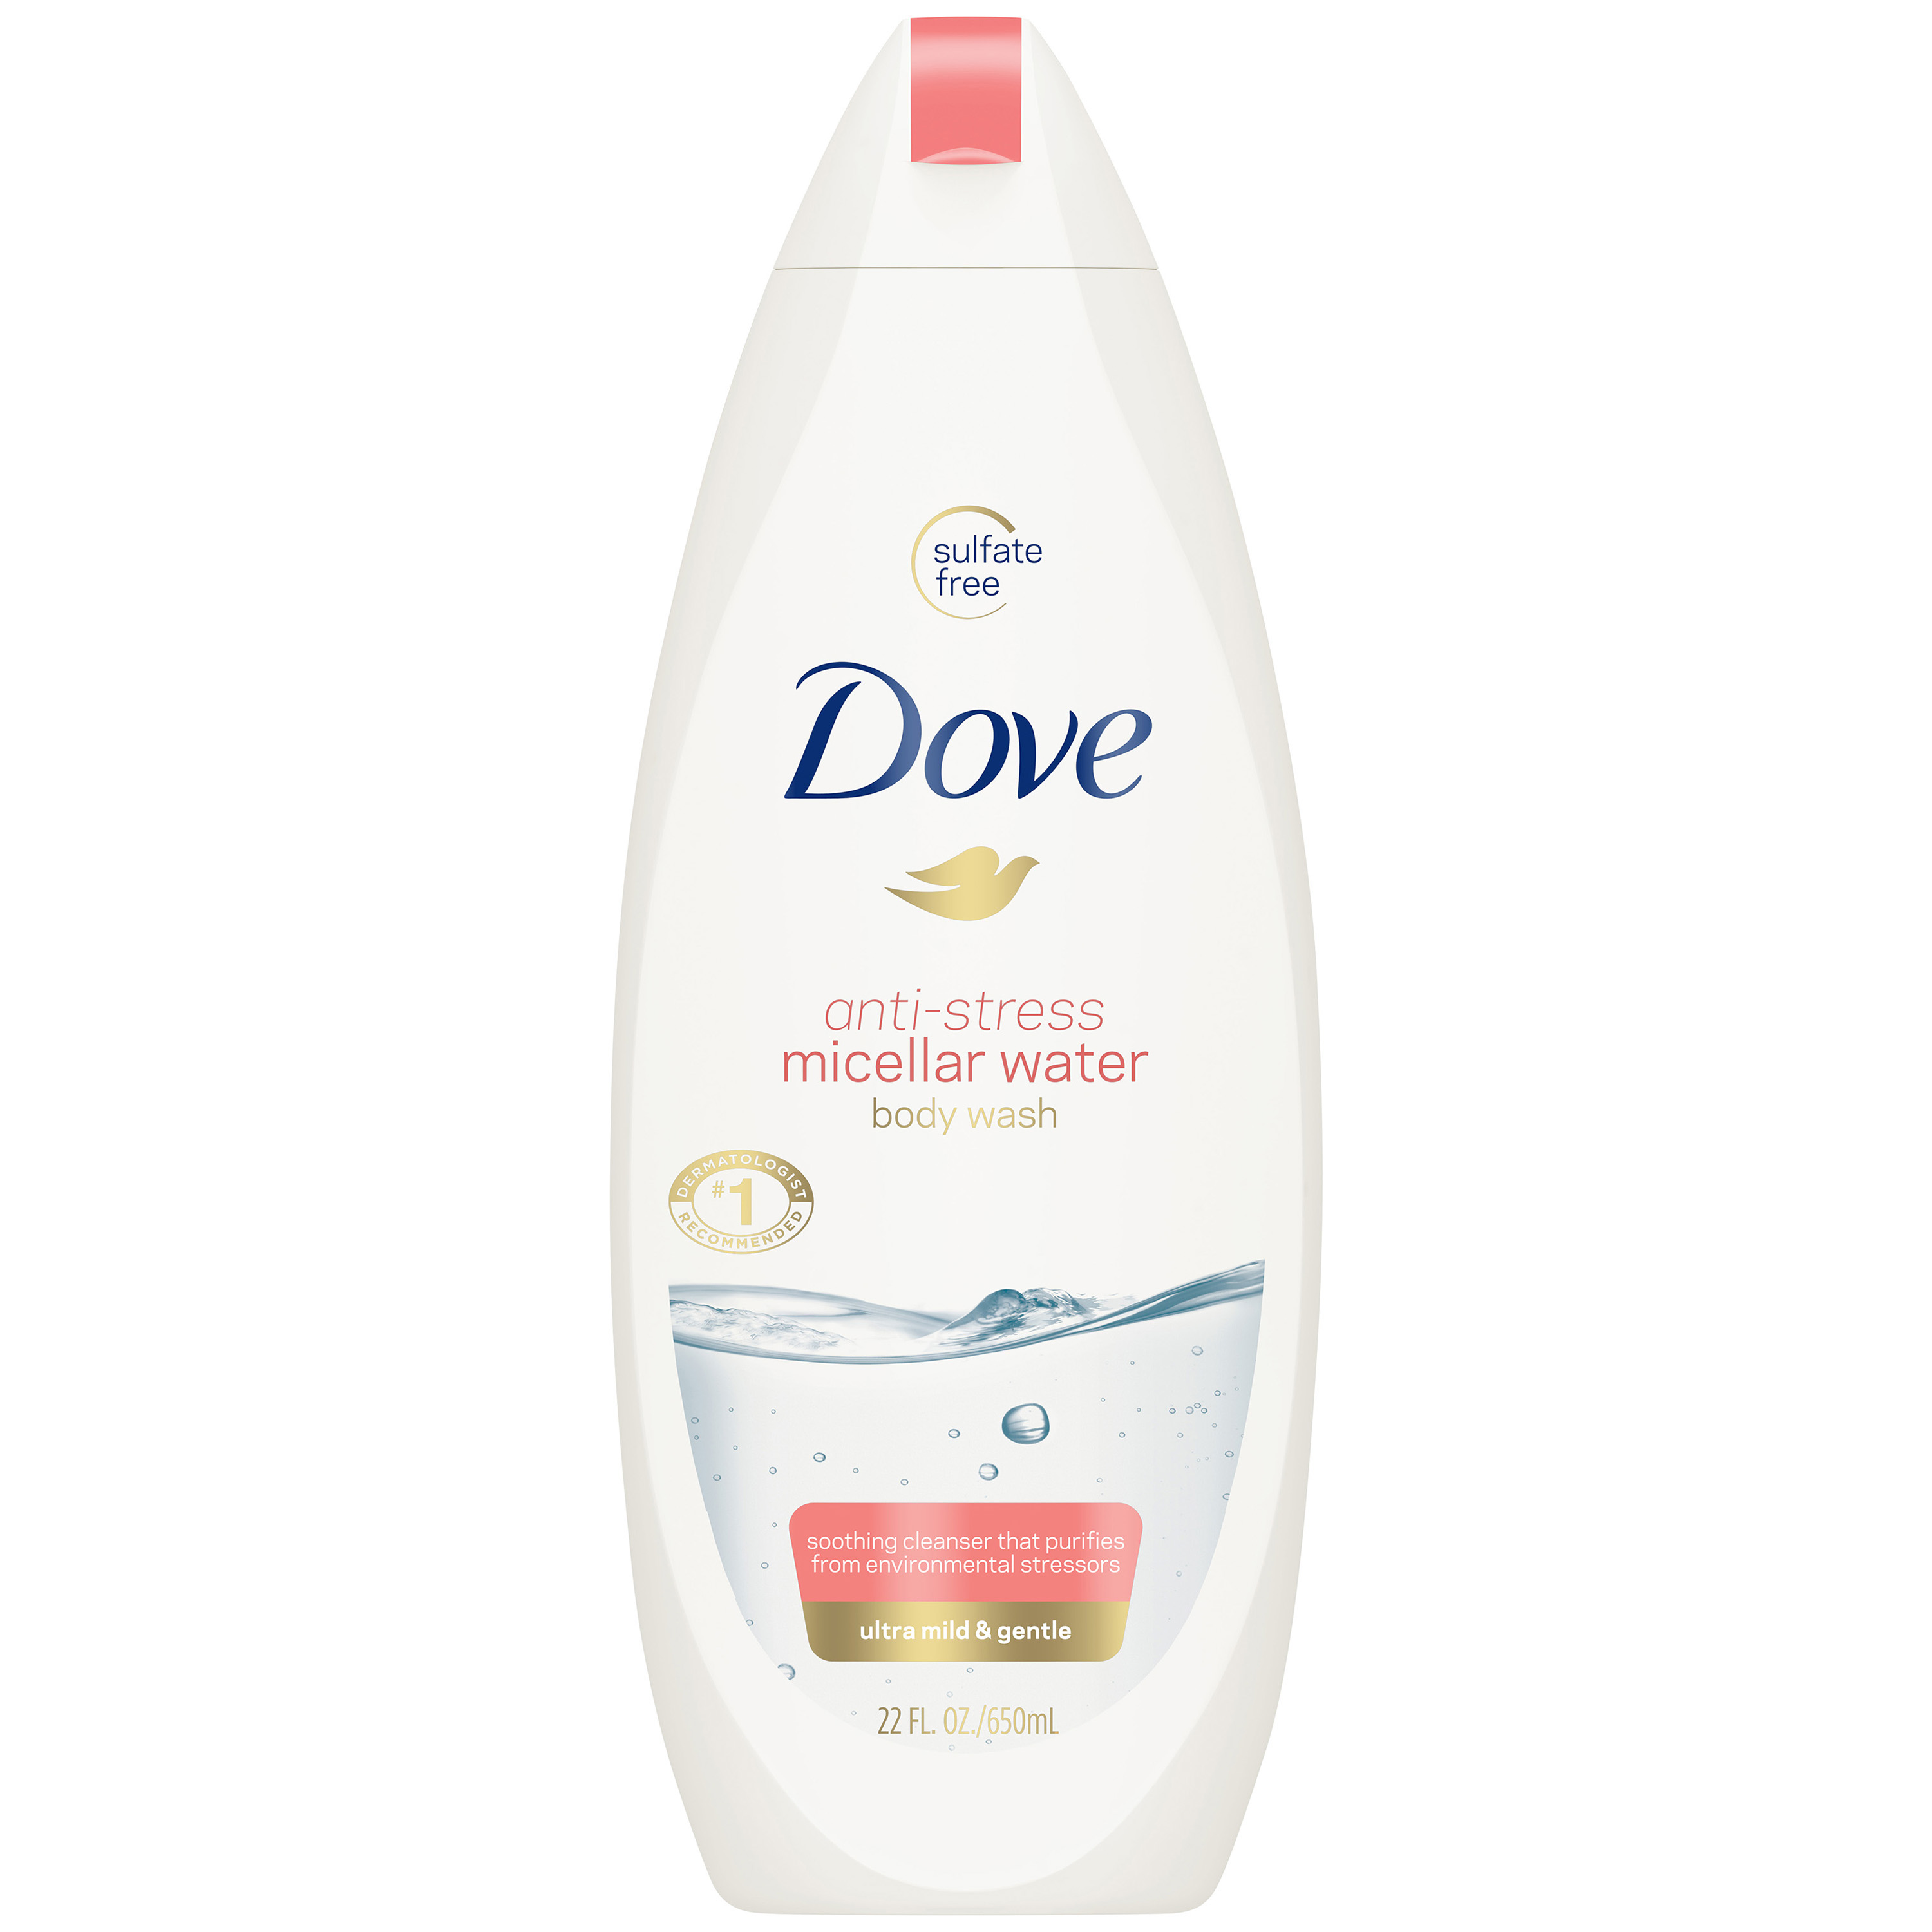 sulfate
free
Dove
anti-stress
micellar water
body wash
DERMATOLOGIST
#1
RECOMMENDED
soothing cleanser that purifies
from environmental stressors
ultra mild & gentle
22 FL. OZ./650mL